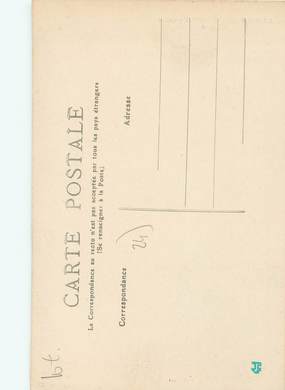 CARTE POSTALE
La Correspondance au recto n'est pas acceptée par tous les pays étrangers
(Se renseigner à la Poste)
Correspondance
Adresse
24)